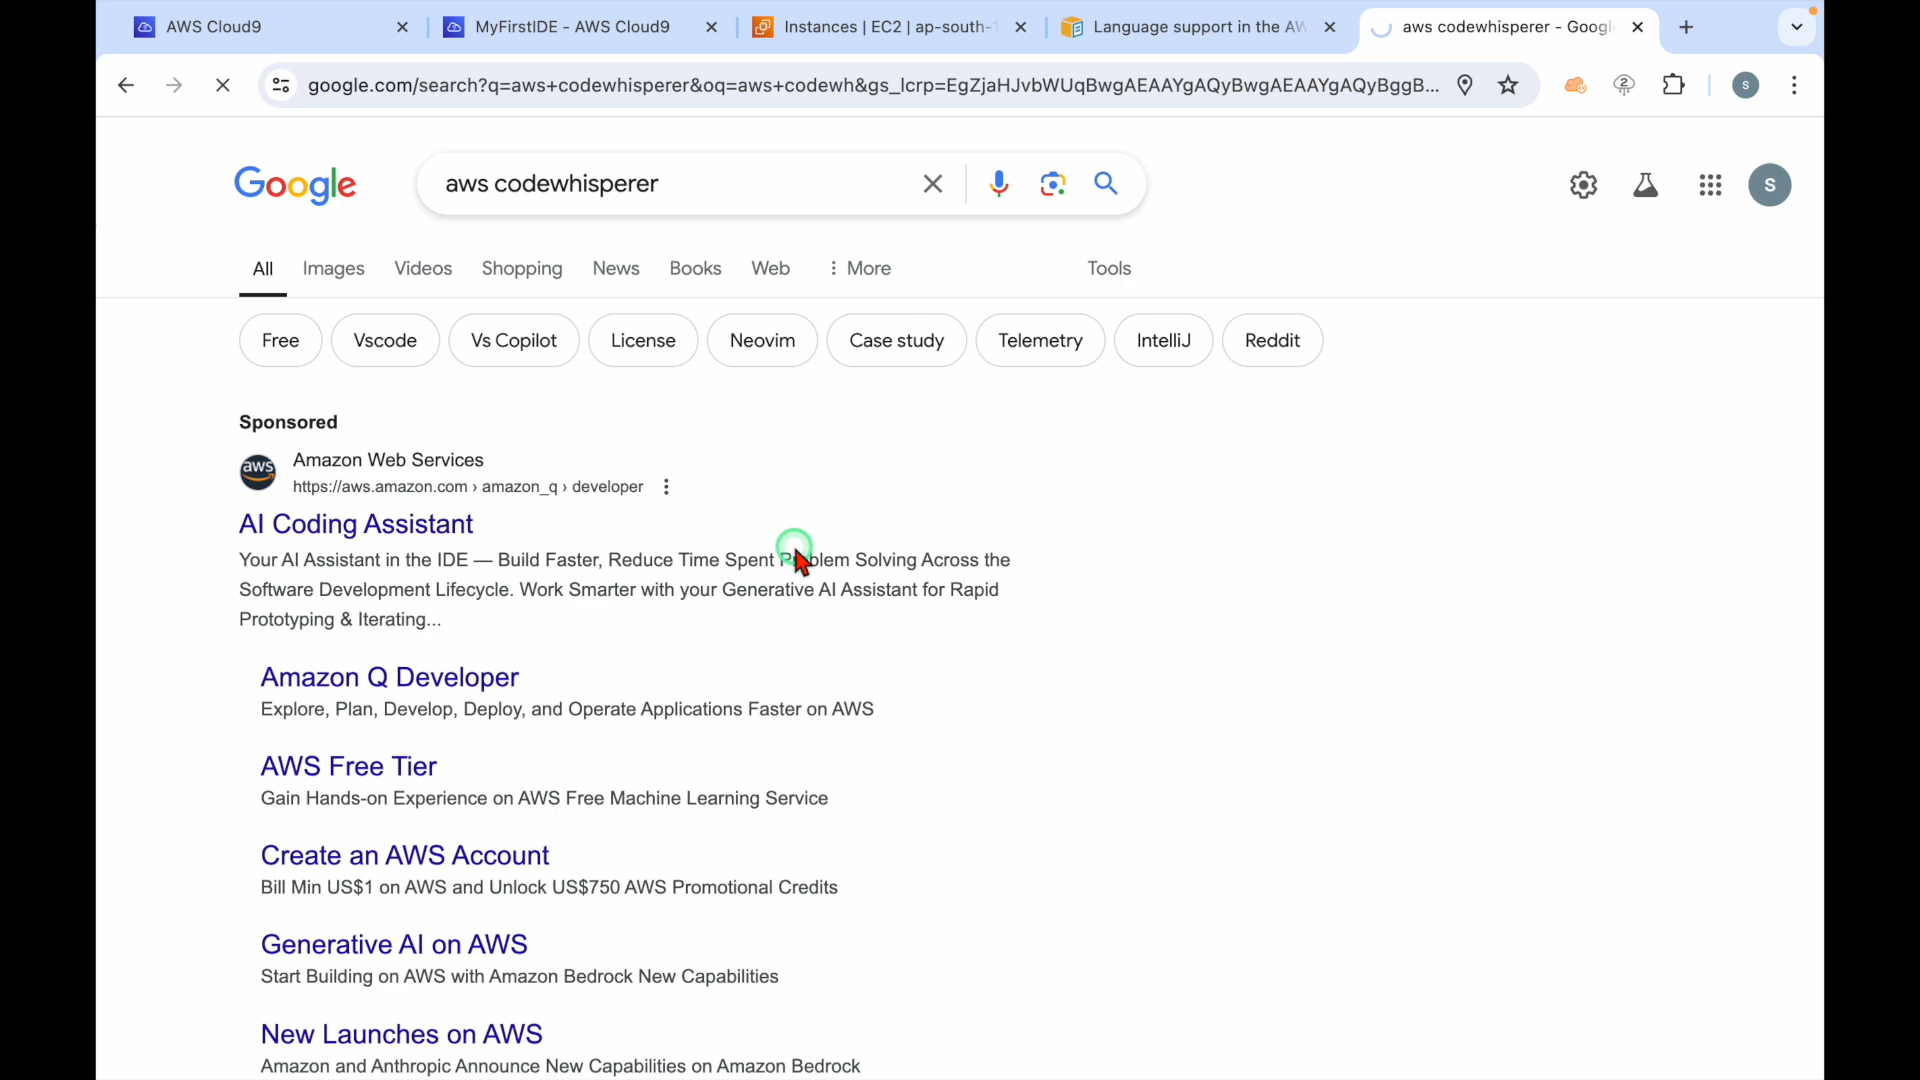 AWS Cloud9
MyFirstIDE - AWS Cloud9
Instances | EC2 | ap-south-1
Language support in the AW
aws codewhisperer - Googl
google.com/search?q=aws+codewhisperer&oq=aws+codewh&gs_lcrp=EgZjaHJvbWUqBwgAEAAYgAQyBwgAEAAYgAQyBggB...
S
Google
aws codewhisperer
S
All
Images
Videos
Shopping
News
Books
Web
More
Tools
Free
Vscode
Vs Copilot
License
Neovim
Case study
Telemetry
IntelliJ
Reddit
Sponsored
aws
Amazon Web Services
https://aws.amazon.com › amazon_q › developer
AI Coding Assistant
Your AI Assistant in the IDE — Build Faster, Reduce Time Spent Problem Solving Across the
Software Development Lifecycle. Work Smarter with your Generative AI Assistant for Rapid
Prototyping & Iterating...
Amazon Q Developer
Explore, Plan, Develop, Deploy, and Operate Applications Faster on AWS
AWS Free Tier
Gain Hands-on Experience on AWS Free Machine Learning Service
Create an AWS Account
Bill Min US$1 on AWS and Unlock US$750 AWS Promotional Credits
Generative AI on AWS
Start Building on AWS with Amazon Bedrock New Capabilities
New Launches on AWS
Amazon and Anthropic Announce New Capabilities on Amazon Bedrock